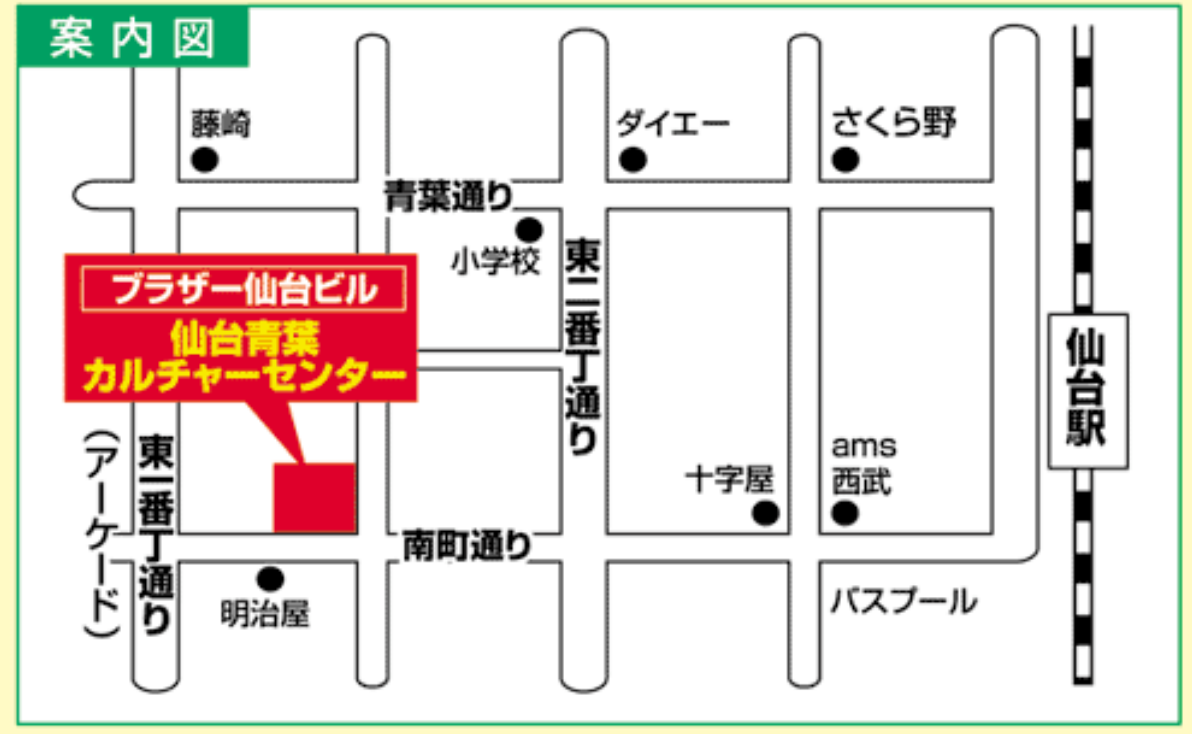 案内図
藤崎
ダイエー
さくら野
青葉通り
小学校
東二番丁通り
ブラザー仙台ビル
仙台青葉
カルチャーセンター
仙台駅
東一番丁通り
（アーケード）
ams
西武
十字屋
南町通り
明治屋
バスプール